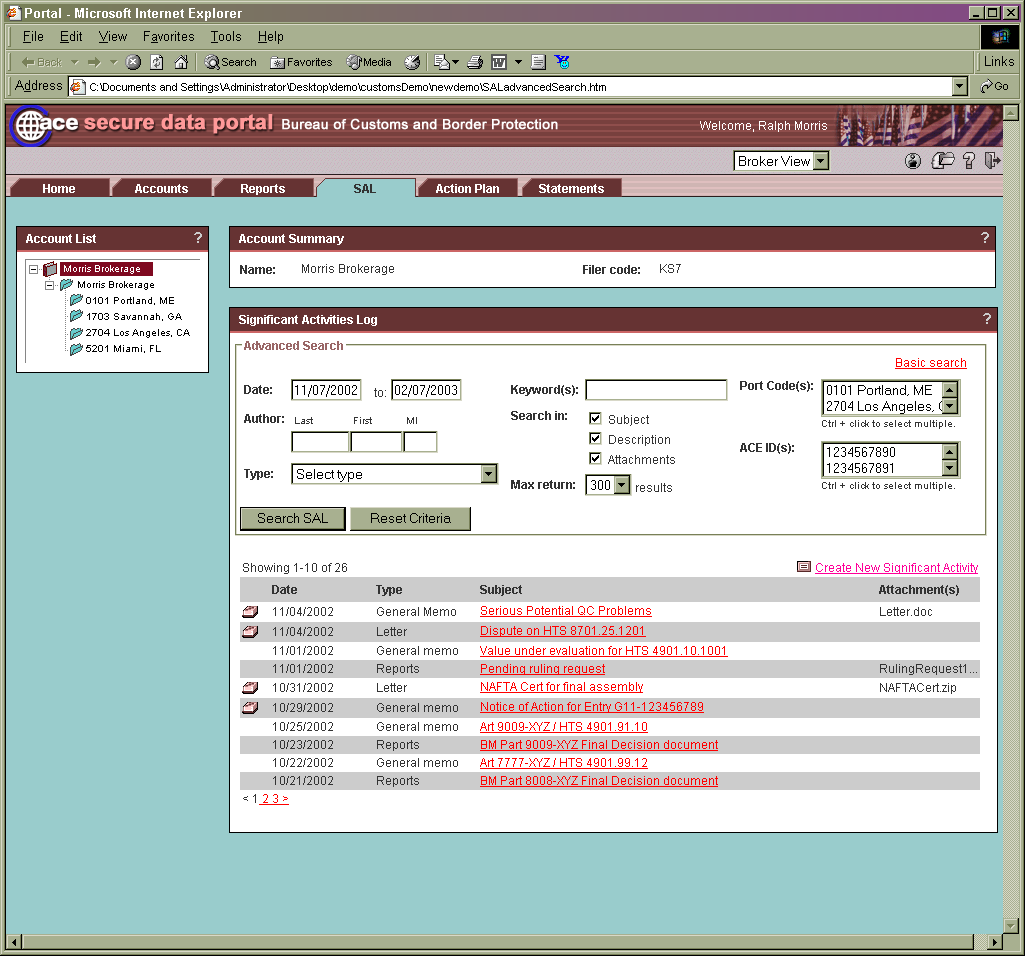 Portal - Microsoft Internet Explorer
File Edit View Favorites Tools Help
Back Search Favorites Media W Links
Address C:\Documents and Settings\Administrator\Desktop\demo\customsDemo\newdemo\SALadvancedSearch.htm Go
ace secure data portal Bureau of Customs and Border Protection Welcome, Ralph Morris
Broker View ?
Home Accounts Reports SAL Action Plan Statements
Account List ?
Morris Brokerage
Morris Brokerage
0101 Portland, ME
1703 Savannah, GA
2704 Los Angeles, CA
5201 Miami, FL
Account Summary ?
Name: Morris Brokerage Filer code: KS7
Significant Activities Log ?
Advanced Search
Basic search
Date: 11/07/2002 to: 02/07/2003
Author: Last First MI
Type: Select type
Keyword(s):
Search in: Subject
Description
Attachments
Max return: 300 results
Port Code(s): 0101 Portland, ME
2704 Los Angeles, (
Ctrl + click to select multiple.
ACE ID(s): 1234567890
1234567891
Ctrl + click to select multiple.
Search SAL Reset Criteria
Showing 1-10 of 26 Create New Significant Activity
Date Type Subject Attachment(s)
11/04/2002 General Memo Serious Potential QC Problems Letter.doc
11/04/2002 Letter Dispute on HTS 8701.25.1201
11/01/2002 General memo Value under evaluation for HTS 4901.10.1001
11/01/2002 Reports Pending ruling request RulingRequest1...
10/31/2002 Letter NAFTA Cert for final assembly NAFTACert.zip
10/29/2002 General memo Notice of Action for Entry G11-123456789
10/25/2002 General memo Art 9009-XYZ / HTS 4901.91.10
10/23/2002 Reports BM Part 9009-XYZ Final Decision document
10/22/2002 General memo Art 7777-XYZ / HTS 4901.99.12
10/21/2002 Reports BM Part 8008-XYZ Final Decision document
< 1 2 3 >